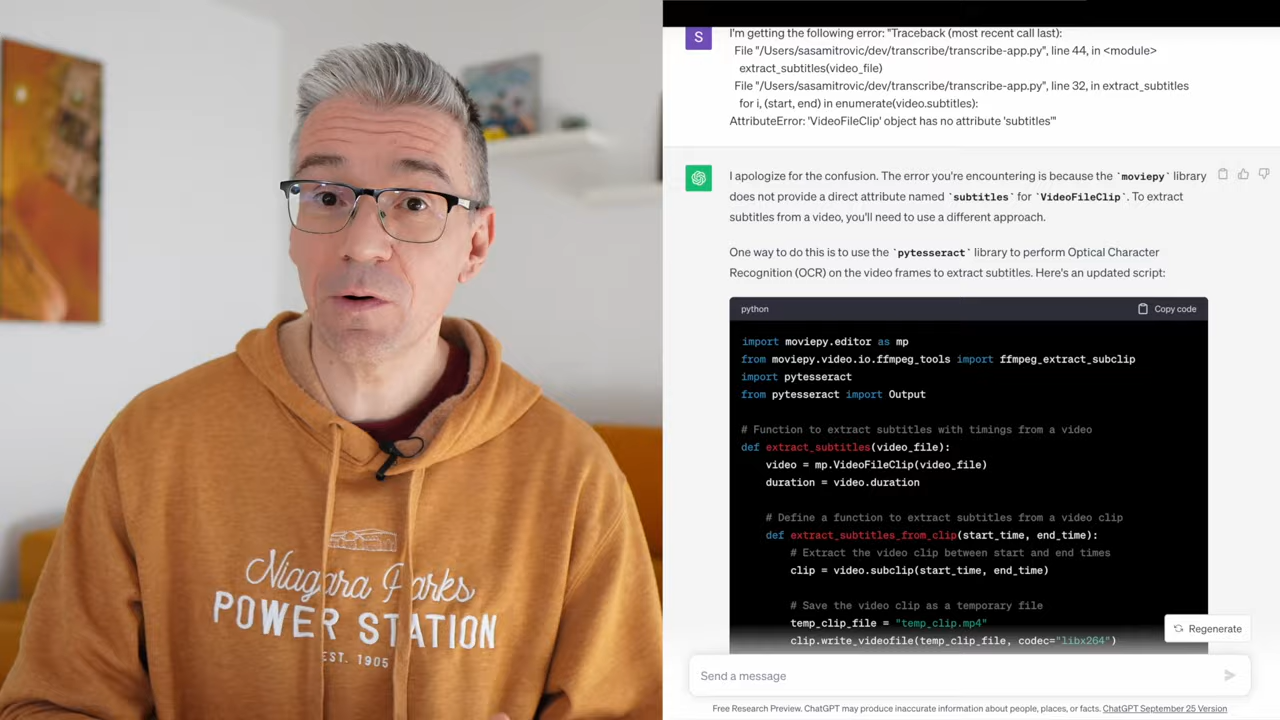 Niagara Parks
POWER STATION
EST. 1905
S
I'm getting the following error: "Traceback (most recent call last):
File "/Users/sasamitrovic/dev/transcribe/transcribe-app.py", line 44, in <module>
extract_subtitles(video_file)
File "/Users/sasamitrovic/dev/transcribe/transcribe-app.py", line 32, in extract_subtitles
for i, (start, end) in enumerate(video.subtitles):
AttributeError: 'VideoFileClip' object has no attribute 'subtitles'"
I apologize for the confusion. The error you're encountering is because the `moviepy` library
does not provide a direct attribute named `subtitles` for `VideoFileClip`. To extract
subtitles from a video, you'll need to use a different approach.
One way to do this is to use the `pytesseract` library to perform Optical Character
Recognition (OCR) on the video frames to extract subtitles. Here's an updated script:
python Copy code
import moviepy.editor as mp
from moviepy.video.io.ffmpeg_tools import ffmpeg_extract_subclip
import pytesseract
from pytesseract import Output
# Function to extract subtitles with timings from a video
def extract_subtitles(video_file):
video = mp.VideoFileClip(video_file)
duration = video.duration
# Define a function to extract subtitles from a video clip
def extract_subtitles_from_clip(start_time, end_time):
# Extract the video clip between start and end times
clip = video.subclip(start_time, end_time)
# Save the video clip as a temporary file
temp_clip_file = "temp_clip.mp4"
clip.write_videofile(temp_clip_file, codec="libx264")
Regenerate
Send a message
Free Research Preview. ChatGPT may produce inaccurate information about people, places, or facts. ChatGPT September 25 Version